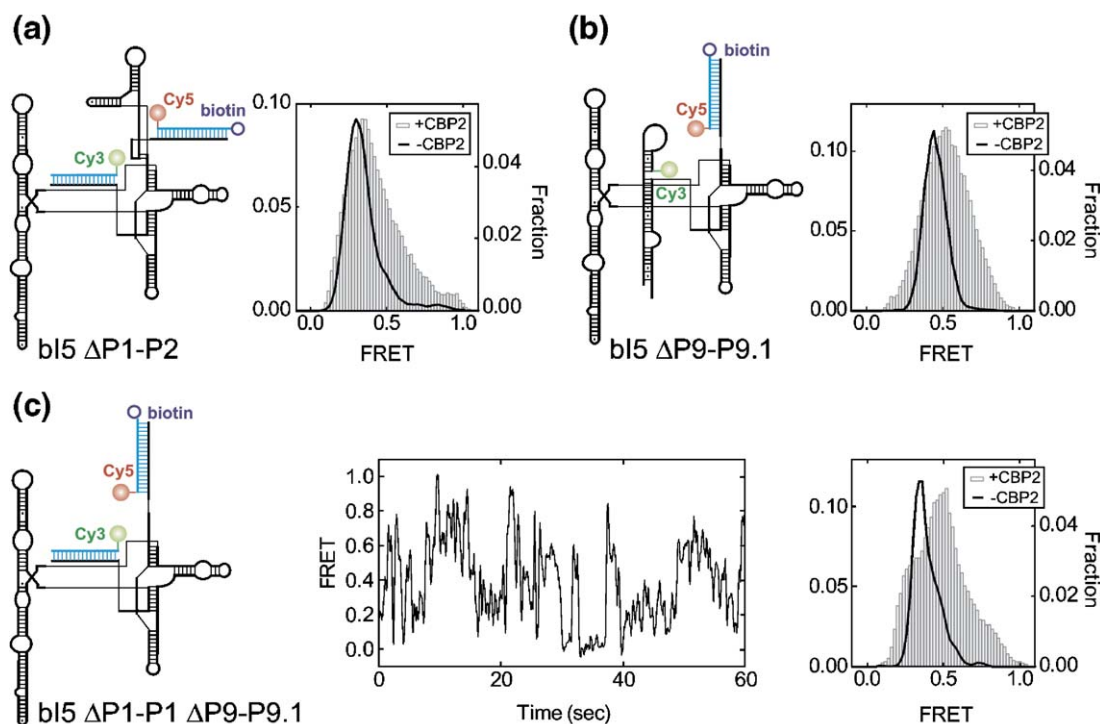 (a)
Cy5
biotin
Cy3
bI5 ΔP1-P2
0.10
0.05
0.00
+CBP2
-CBP2
0.04
0.02
0.00
Fraction
0.0 0.5 1.0
FRET
(b)
biotin
Cy5
Cy3
bI5 ΔP9-P9.1
0.10
0.05
0.00
+CBP2
-CBP2
0.04
0.02
0.00
Fraction
0.0 0.5 1.0
FRET
(c)
biotin
Cy5
Cy3
bI5 ΔP1-P1 ΔP9-P9.1
FRET
1.0
0.8
0.6
0.4
0.2
0.0
0 20 40 60
Time (sec)
0.10
0.05
0.00
+CBP2
-CBP2
0.04
0.02
0.00
Fraction
0.0 0.5 1.0
FRET